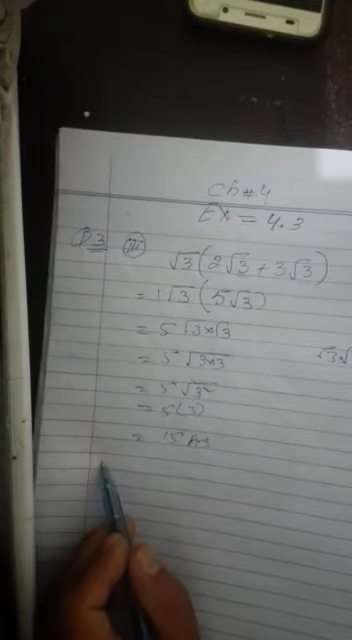 Ch # 4
Ex = 4.3
Q3 (iii) √3(2√3 + 3√3)
= √3(5√3)
= 5√3×√3
= 5√3×3
= 5√3²
= 5(3)
= 15 Ans